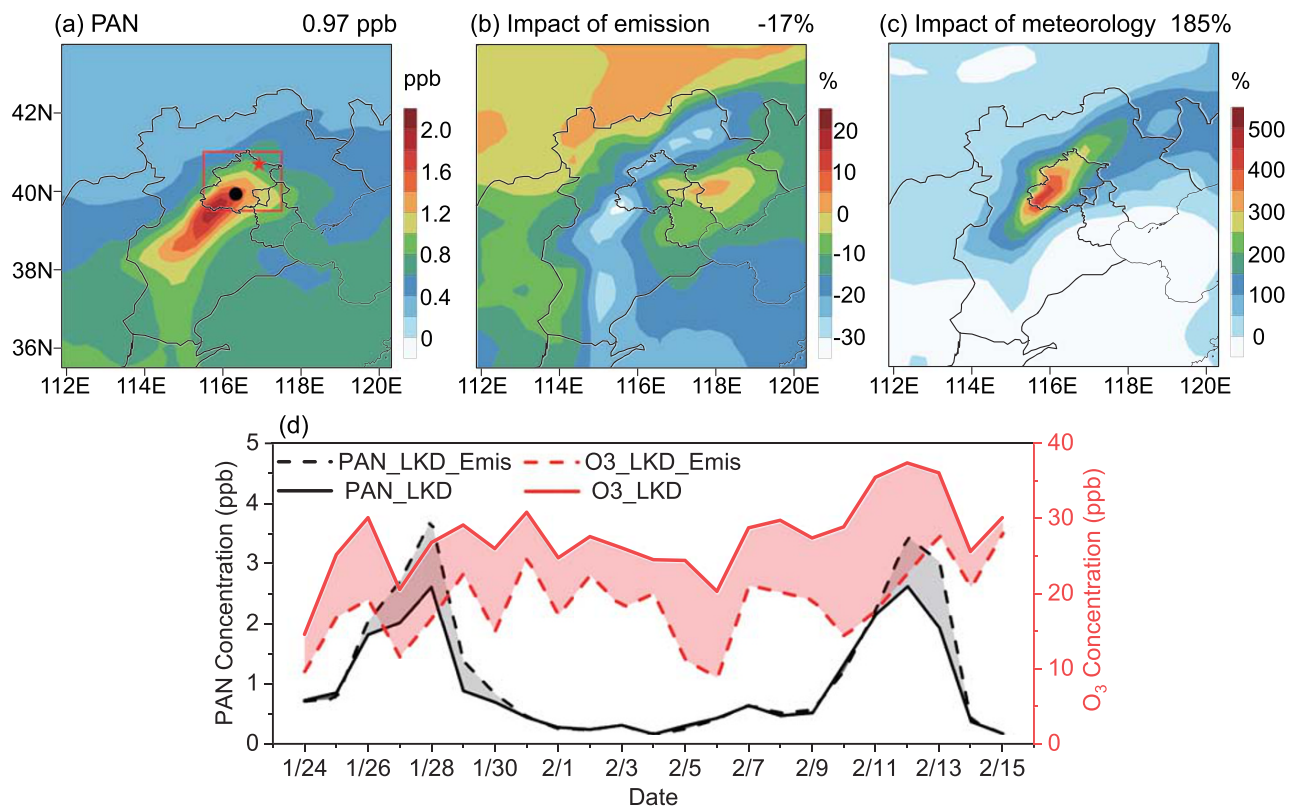 (a) PAN 0.97 ppb
(b) Impact of emission -17%
(c) Impact of meteorology 185%
ppb
%
%
42N
40N
38N
36N
2.0
1.6
1.2
0.8
0.4
0
20
10
0
-10
-20
-30
500
400
300
200
100
0
112E 114E 116E 118E 120E
112E 114E 116E 118E 120E
112E 114E 116E 118E 120E
(d)
PAN_LKD_Emis
O3_LKD_Emis
PAN_LKD
O3_LKD
PAN Concentration (ppb)
5
4
3
2
1
0
O3 Concentration (ppb)
40
30
20
10
0
1/24 1/26 1/28 1/30 2/1 2/3 2/5 2/7 2/9 2/11 2/13 2/15
Date